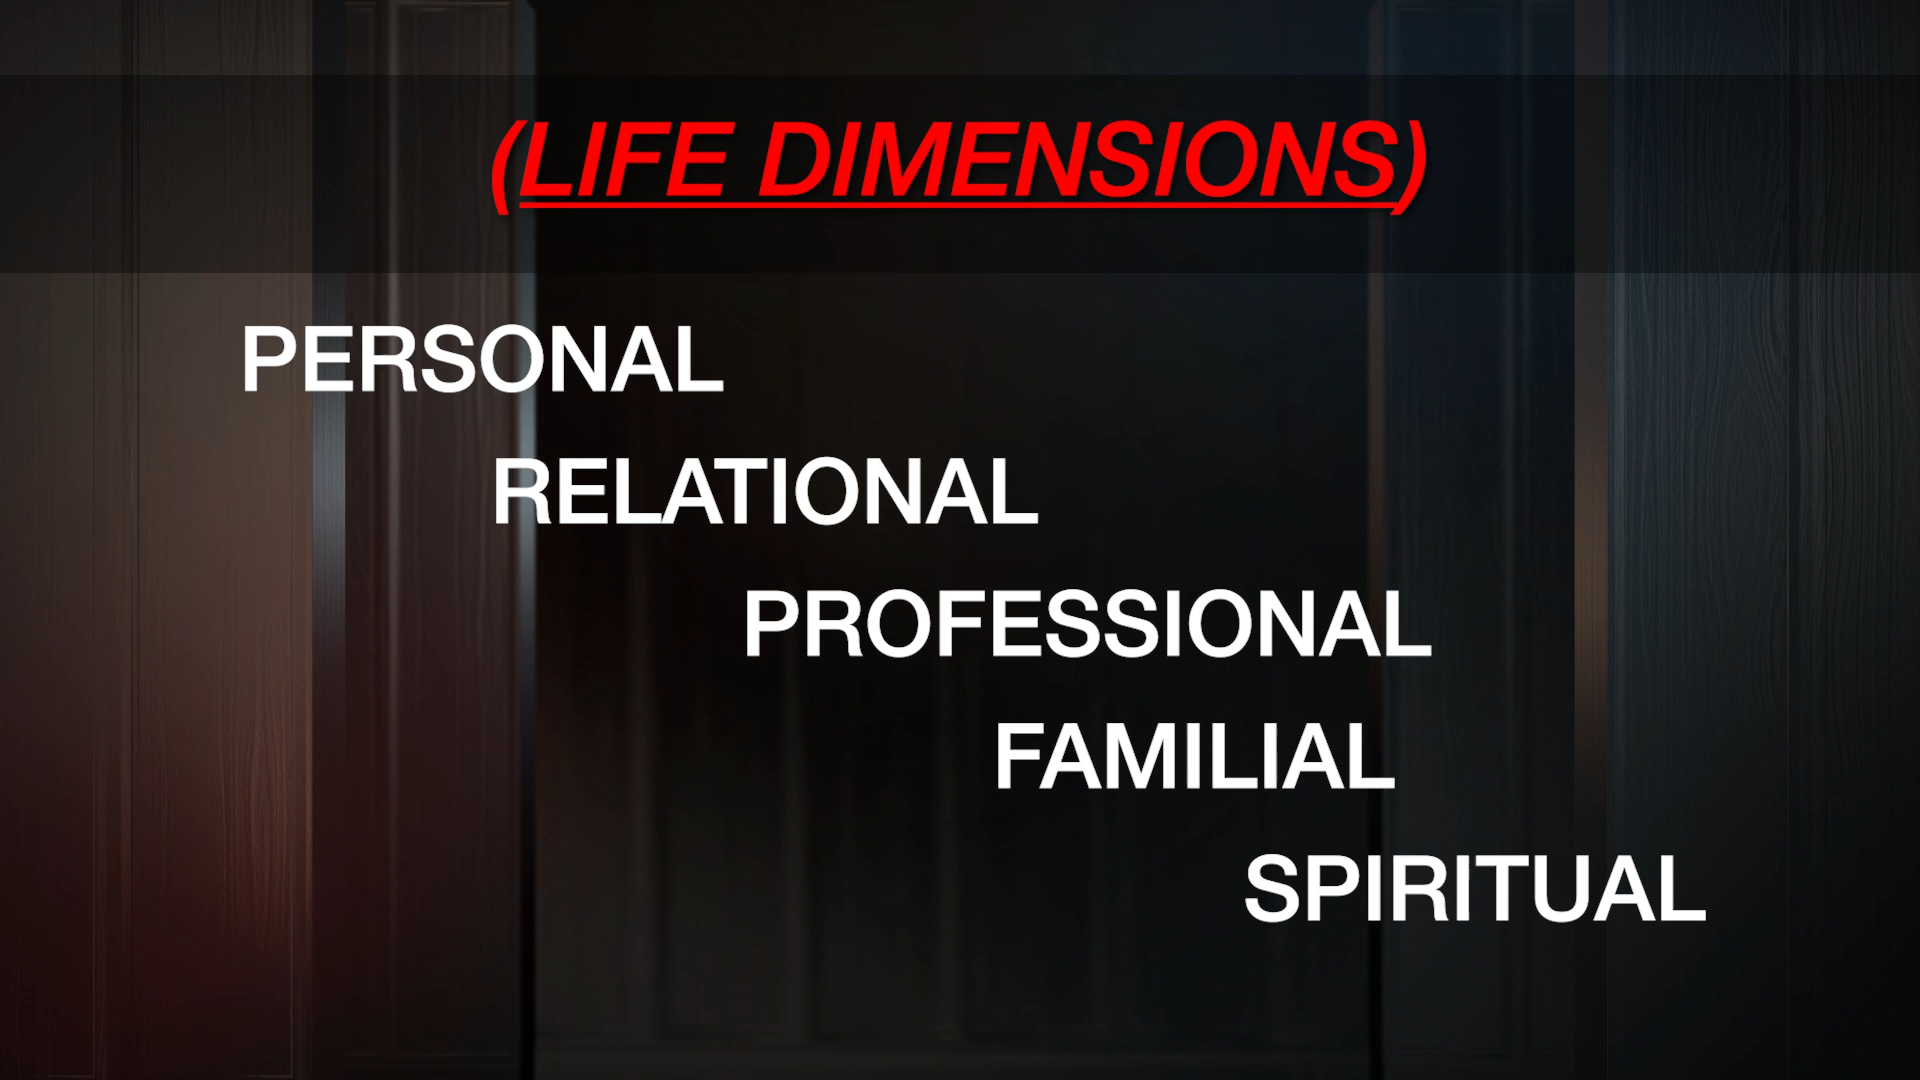 (LIFE DIMENSIONS)
PERSONAL
RELATIONAL
PROFESSIONAL
FAMILIAL
SPIRITUAL